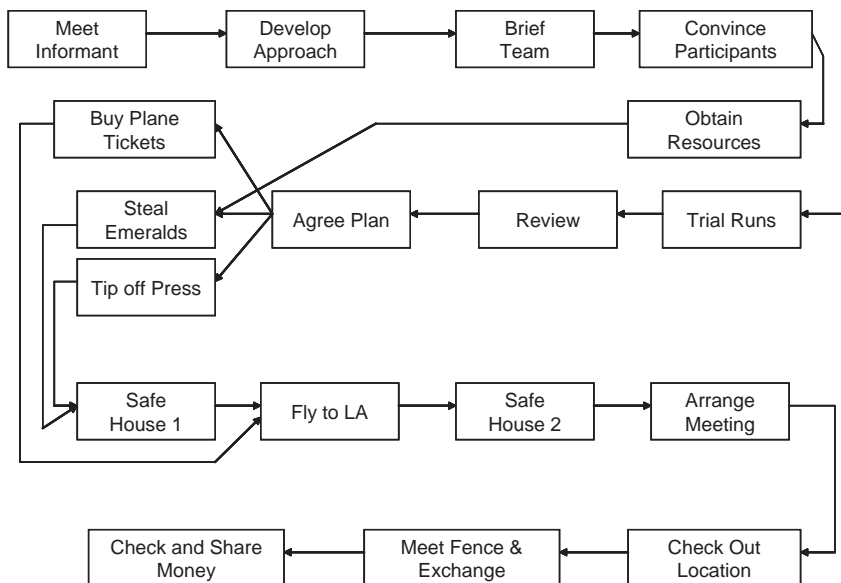 Meet
Informant
Develop
Approach
Brief
Team
Convince
Participants
Buy Plane
Tickets
Obtain
Resources
Steal
Emeralds
Agree Plan
Review
Trial Runs
Tip off Press
Safe
House 1
Fly to LA
Safe
House 2
Arrange
Meeting
Check and Share
Money
Meet Fence &
Exchange
Check Out
Location